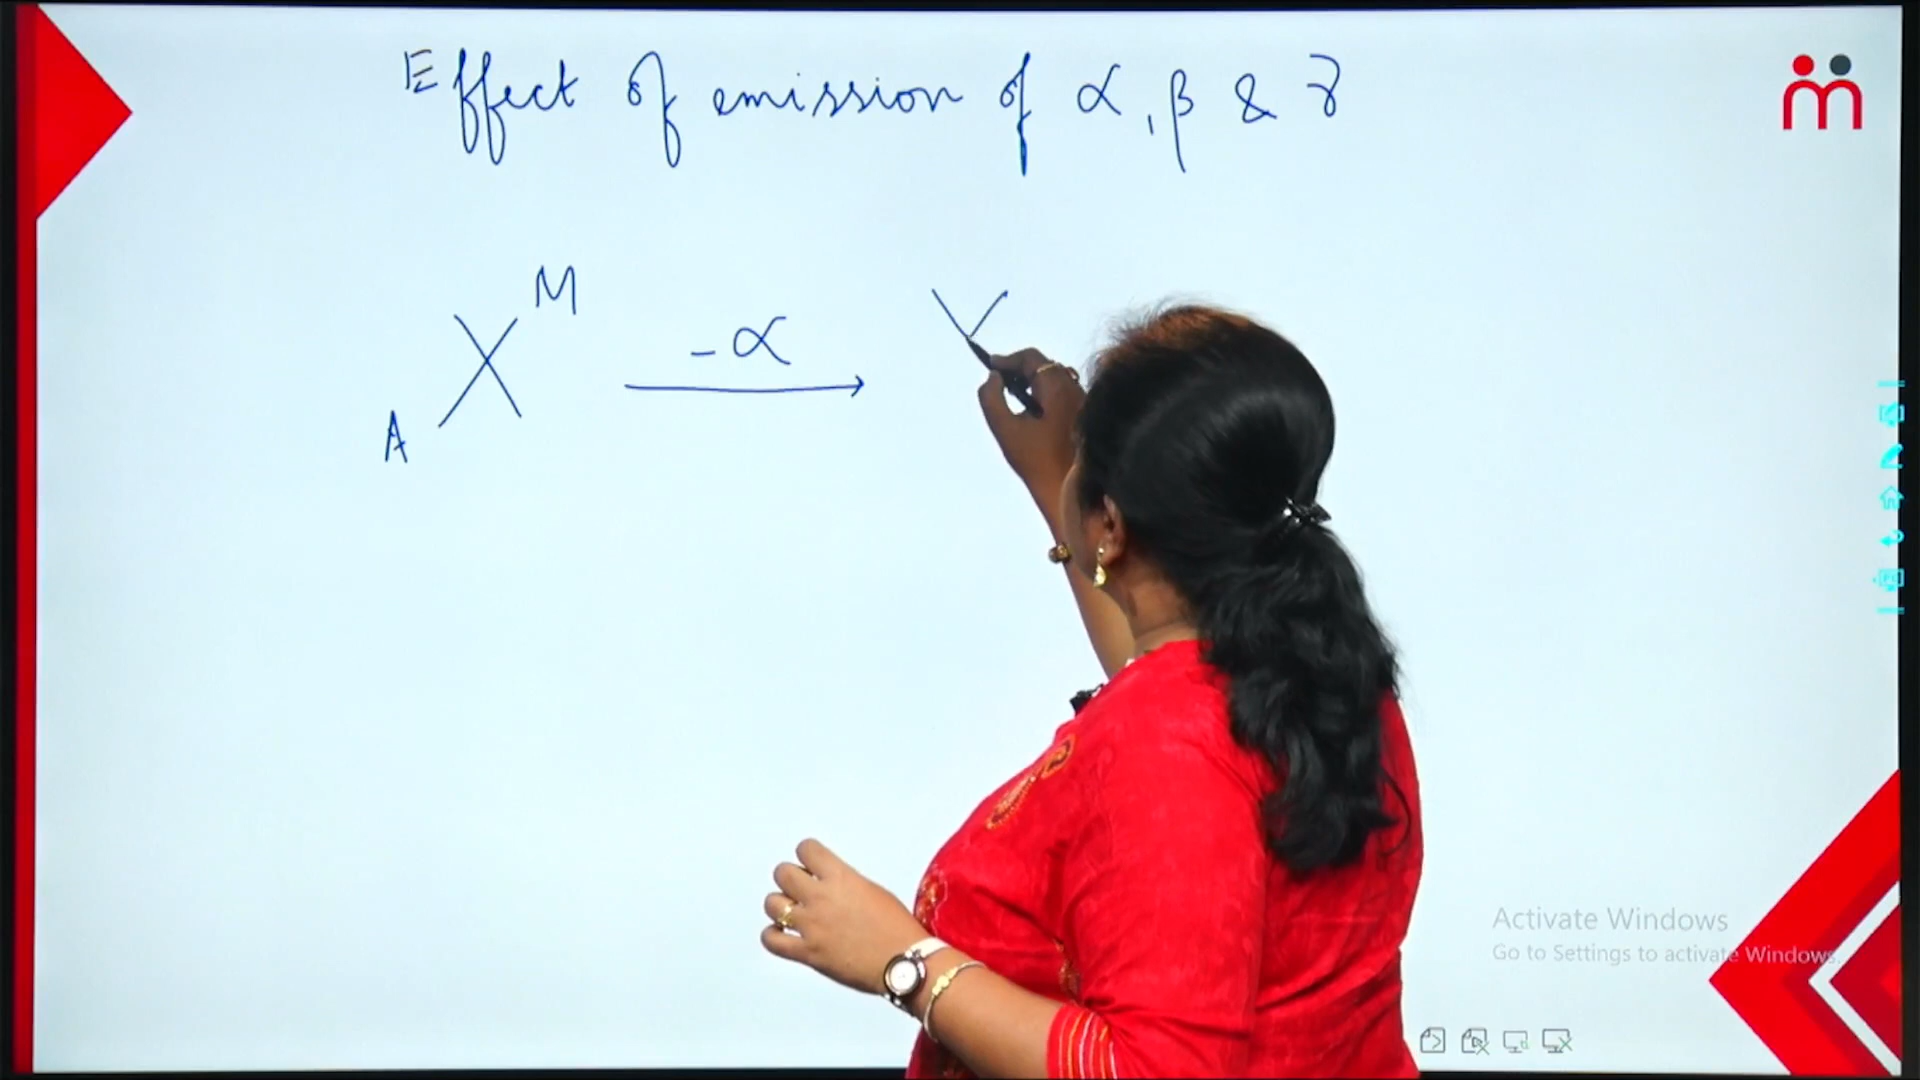 Effect of emission of α, β & γ
A X M -α Y
Activate Windows
Go to Settings to activate Windows.